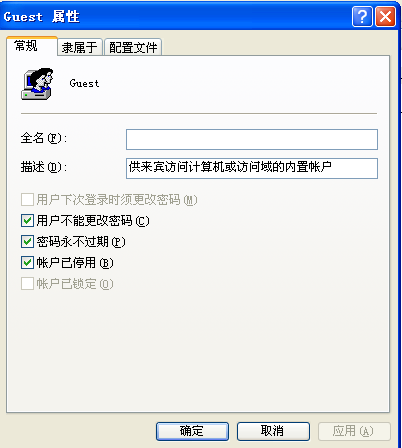 Guest 属性
常规 隶属于 配置文件
Guest
全名(F):
描述(D): 供来宾访问计算机或访问域的内置帐户
用户下次登录时须更改密码(M)
用户不能更改密码(C)
密码永不过期(P)
帐户已停用(B)
帐户已锁定(O)
确定 取消 应用(A)